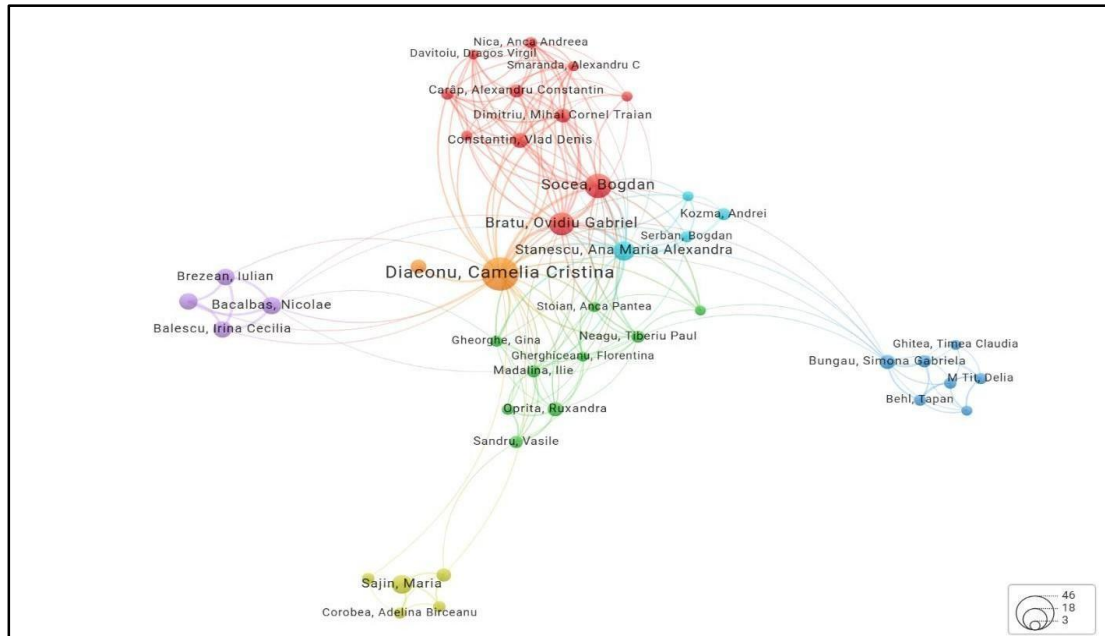 Nica, Anca Andreea
Davitoiu, Dragos Virgil
Smaranda, Alexandru C
Carâp, Alexandru Constantin
Dimitriu, Mihai Cornel Traian
Constantin, Vlad Denis
Socea, Bogdan
Kozma, Andrei
Bratu, Ovidiu Gabriel
Serban, Bogdan
Stanescu, Ana Maria Alexandra
Diaconu, Camelia Cristina
Brezean, Iulian
Bacalbas, Nicolae
Balescu, Irina Cecilia
Stoian, Anca Pantea
Neagu, Tiberiu Paul
Gheorghe, Gina
Gherghiceanu, Florentina
Madalina, Ilie
Ghitea, Timea Claudia
Bungau, Simona Gabriela
M Tit, Delia
Behl, Tapan
Oprita, Ruxandra
Sandru, Vasile
Sajin, Maria
Corobea, Adelina Birceanu
46
18
3